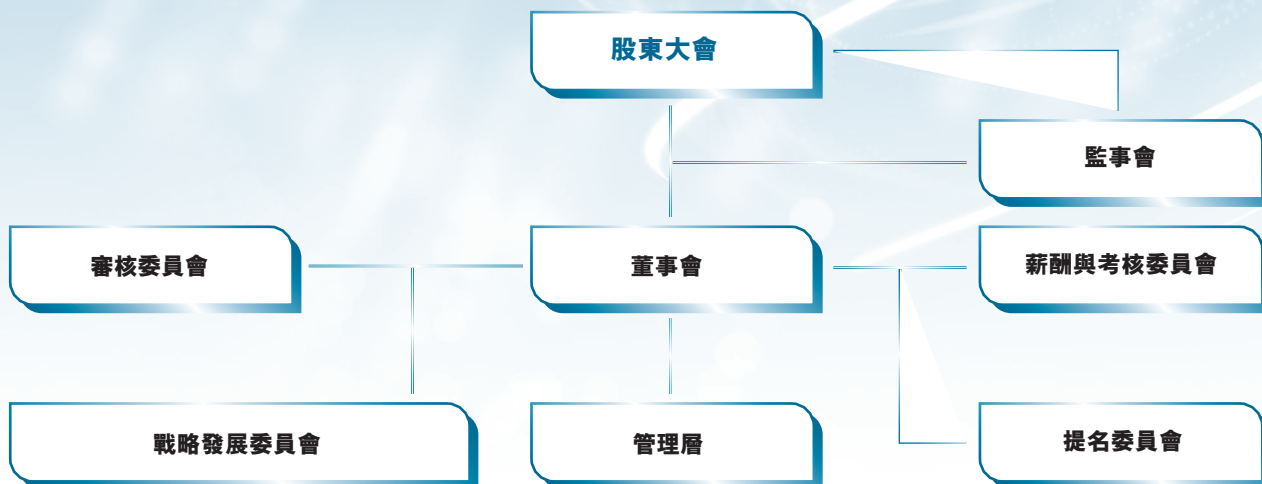 股東大會
監事會
審核委員會
董事會
薪酬與考核委員會
戰略發展委員會
管理層
提名委員會